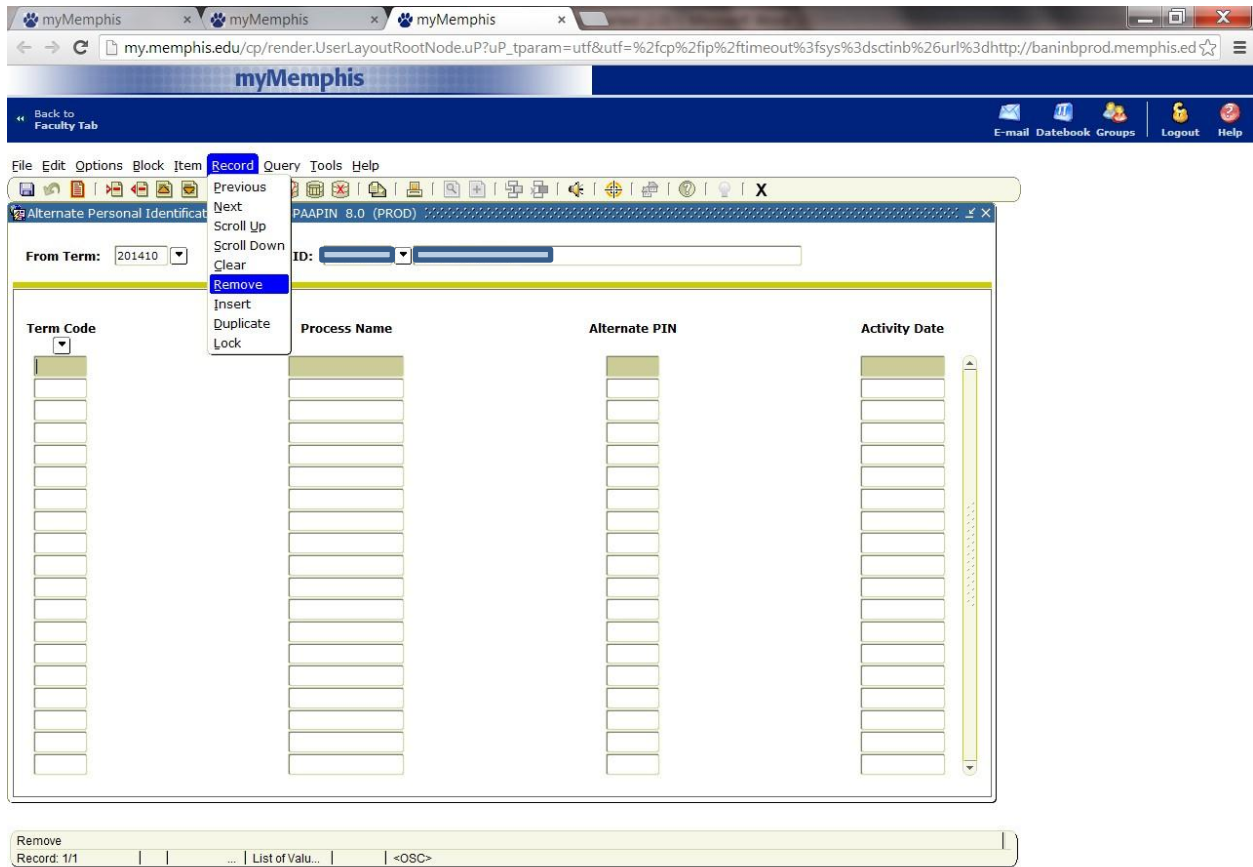 myMemphis × myMemphis × myMemphis ×
my.memphis.edu/cp/render.UserLayoutRootNode.uP?uP_tparam=utf&utf=%2fcp%2fip%2ftimeout%3fsys%3dsctinb%26url%3dhttp://baninbprod.memphis.ed
myMemphis
Back to
Faculty Tab
E-mail Datebook Groups Logout Help
File Edit Options Block Item Record Query Tools Help
Previous
Next
Scroll Up
Scroll Down
Clear
Remove
Insert
Duplicate
Lock
X
Alternate Personal Identificat PAAPIN 8.0 (PROD)
From Term: 201410 ID:
Term Code Process Name Alternate PIN Activity Date
Remove
Record: 1/1 ... List of Valu... <OSC>